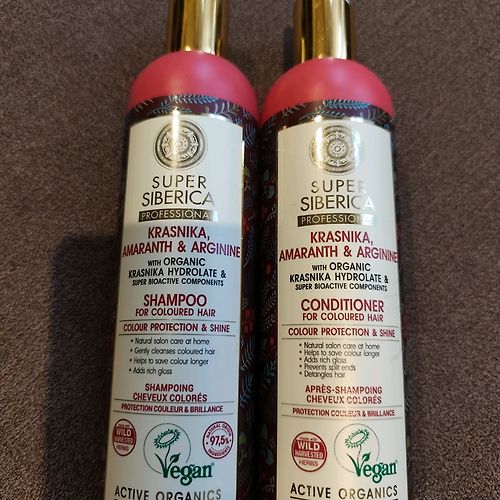 SUPER
SIBERICA
PROFESSIONAL
KRASNIKA,
AMARANTH & ARGININE
WITH ORGANIC
KRASNIKA HYDROLATE &
SUPER BIOACTIVE COMPONENTS
SHAMPOO
FOR COLOURED HAIR
COLOUR PROTECTION & SHINE
• Natural salon care at home
• Gently cleanses coloured hair
• Helps to save colour longer
• Adds rich gloss
SHAMPOING
CHEVEUX COLORÉS
PROTECTION COULEUR & BRILLANCE
WILD
HARVESTED
HERBS
Vegan
97,5%
ACTIVE ORGANICS
SUPER
SIBERICA
PROFESSIONAL
KRASNIKA,
AMARANTH & ARGININE
WITH ORGANIC
KRASNIKA HYDROLATE &
SUPER BIOACTIVE COMPONENTS
CONDITIONER
FOR COLOURED HAIR
COLOUR PROTECTION & SHINE
• Natural salon care at home
• Helps to save colour longer
• Adds rich gloss
• Prevents split ends
• Detangles hair
APRÈS-SHAMPOING
CHEVEUX COLORÉS
PROTECTION COULEUR & BRILLANCE
WILD
HARVESTED
HERBS
Vegan
ACTIVE ORGANICS